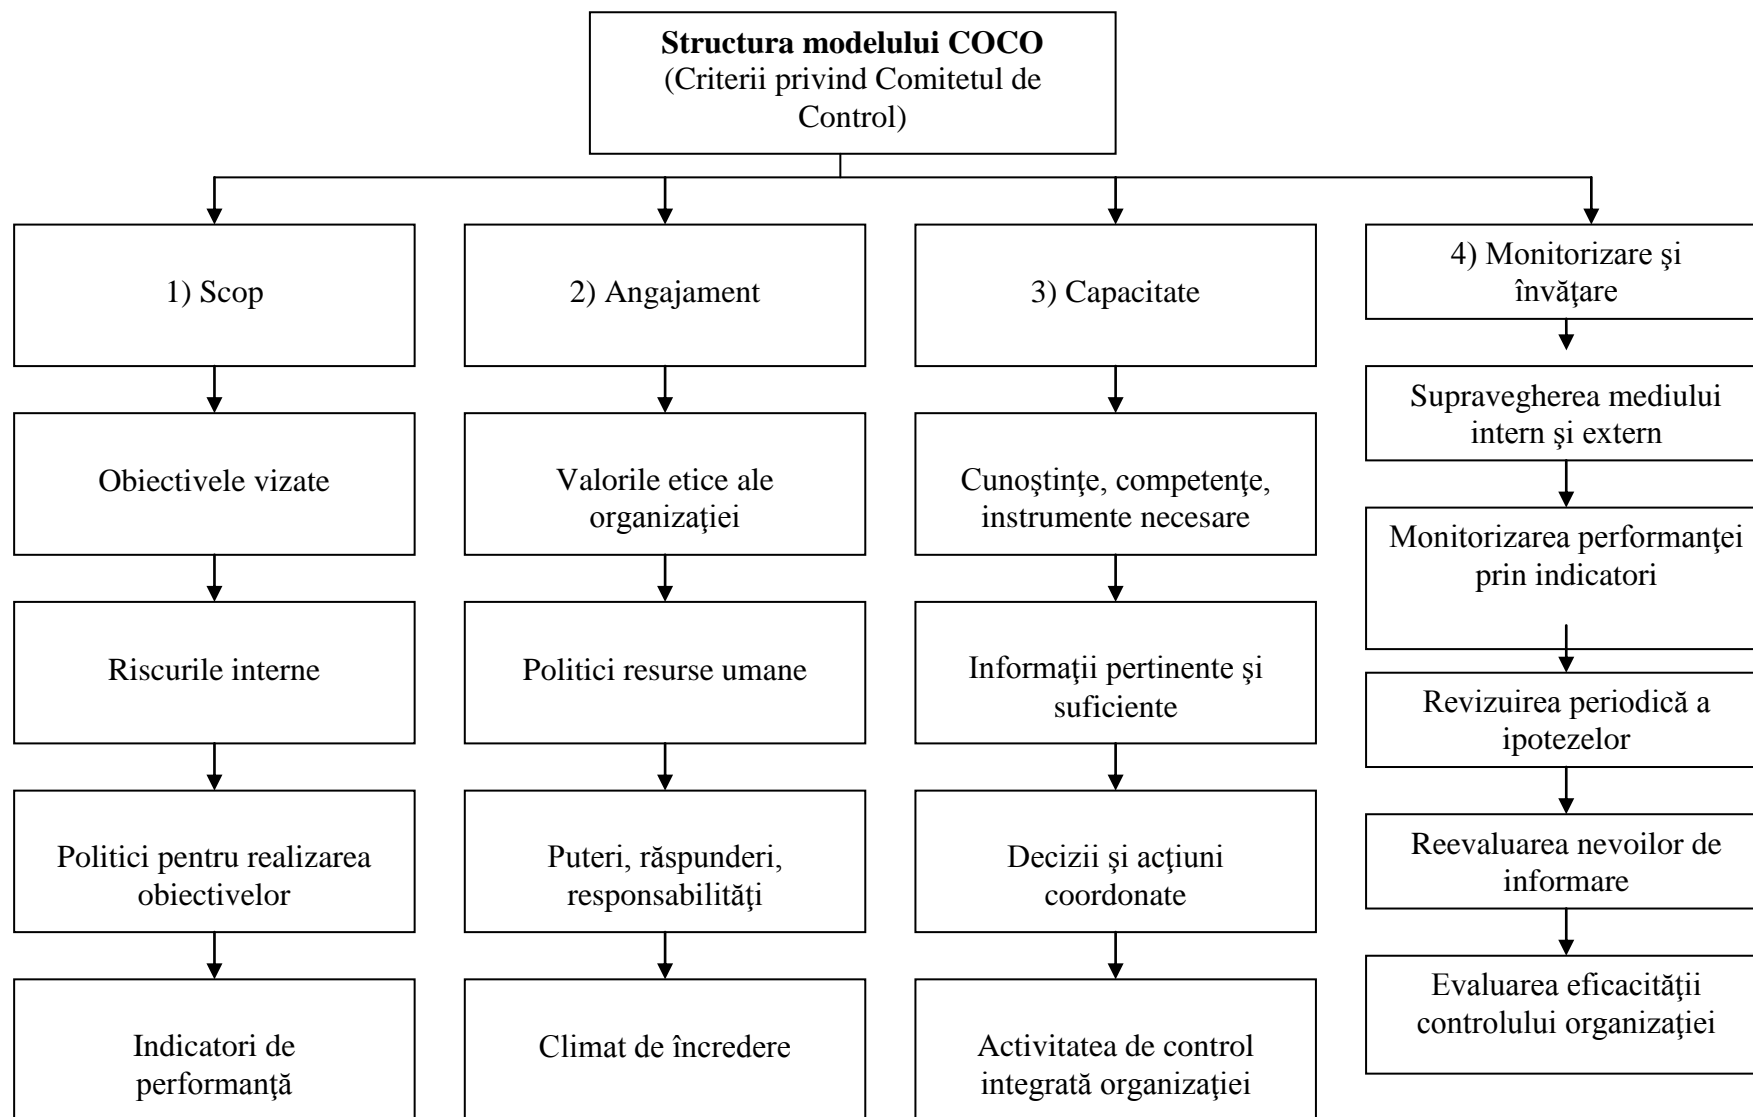 Structura modelului COCO
(Criterii privind Comitetul de
Control)
1) Scop
Obiectivele vizate
Riscurile interne
Politici pentru realizarea
obiectivelor
Indicatori de
performanţă
2) Angajament
Valorile etice ale
organizaţiei
Politici resurse umane
Puteri, răspunderi,
responsabilităţi
Climat de încredere
3) Capacitate
Cunoştinţe, competenţe,
instrumente necesare
Informaţii pertinente şi
suficiente
Decizii şi acţiuni
coordonate
Activitatea de control
integrată organizaţiei
4) Monitorizare şi
învăţare
Supravegherea mediului
intern şi extern
Monitorizarea performanţei
prin indicatori
Revizuirea periodică a
ipotezelor
Reevaluarea nevoilor de
informare
Evaluarea eficacităţii
controlului organizaţiei